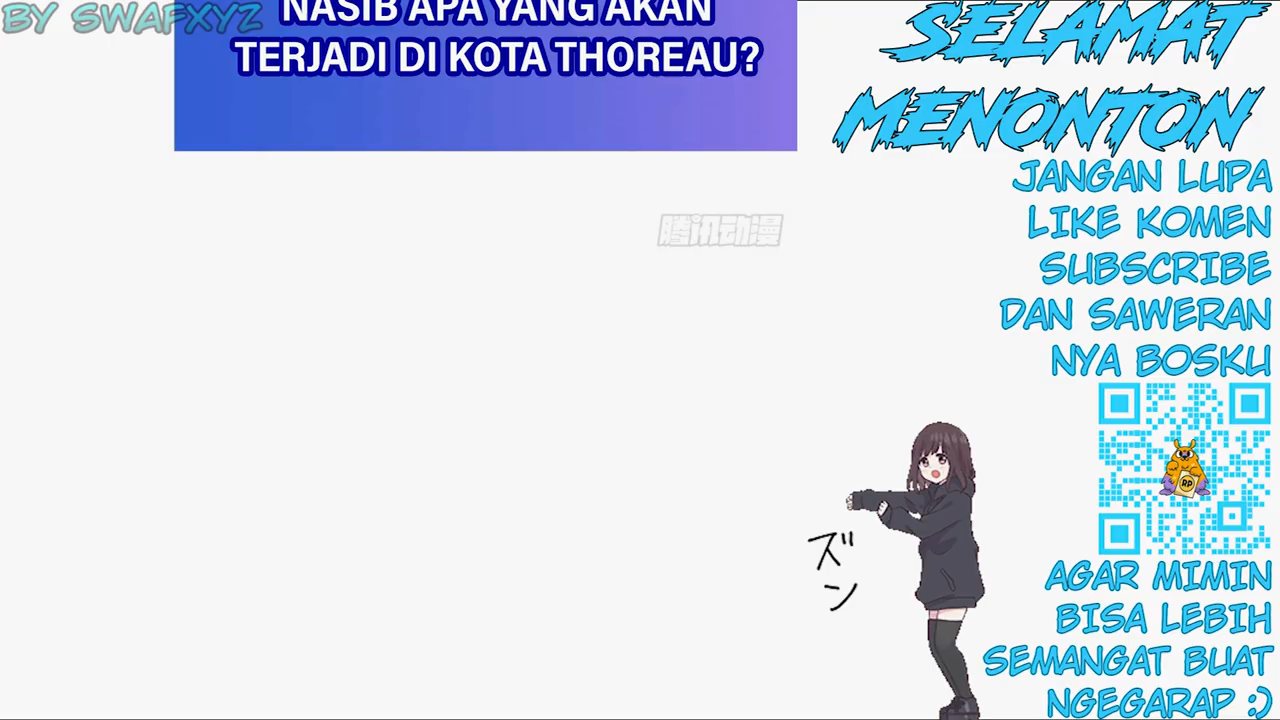 BY SWAFXYZ
NASIB APA YANG AKAN
TERJADI DI KOTA THOREAU?
腾讯动漫
SELAMAT
MENONTON
JANGAN LUPA
LIKE KOMEN
SUBSCRIBE
DAN SAWERAN
NYA BOSKU
RP
ズ
ン
AGAR MIMIN
BISA LEBIH
SEMANGAT BUAT
NGEGARAP :)